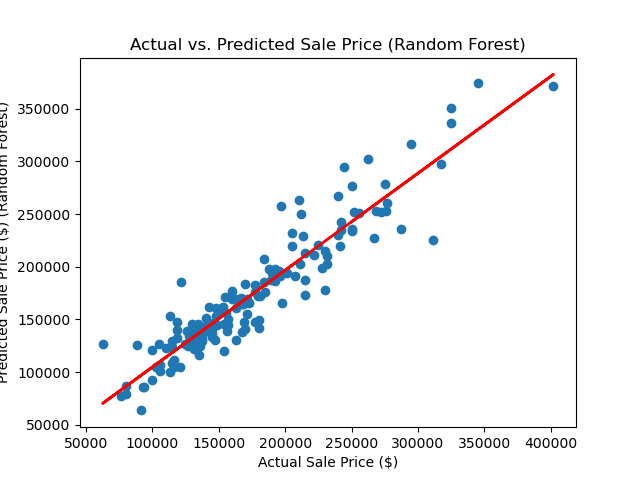 Actual vs. Predicted Sale Price (Random Forest)
Predicted Sale Price ($) (Random Forest)
350000
300000
250000
200000
150000
100000
50000
50000 100000 150000 200000 250000 300000 350000 400000
Actual Sale Price ($)